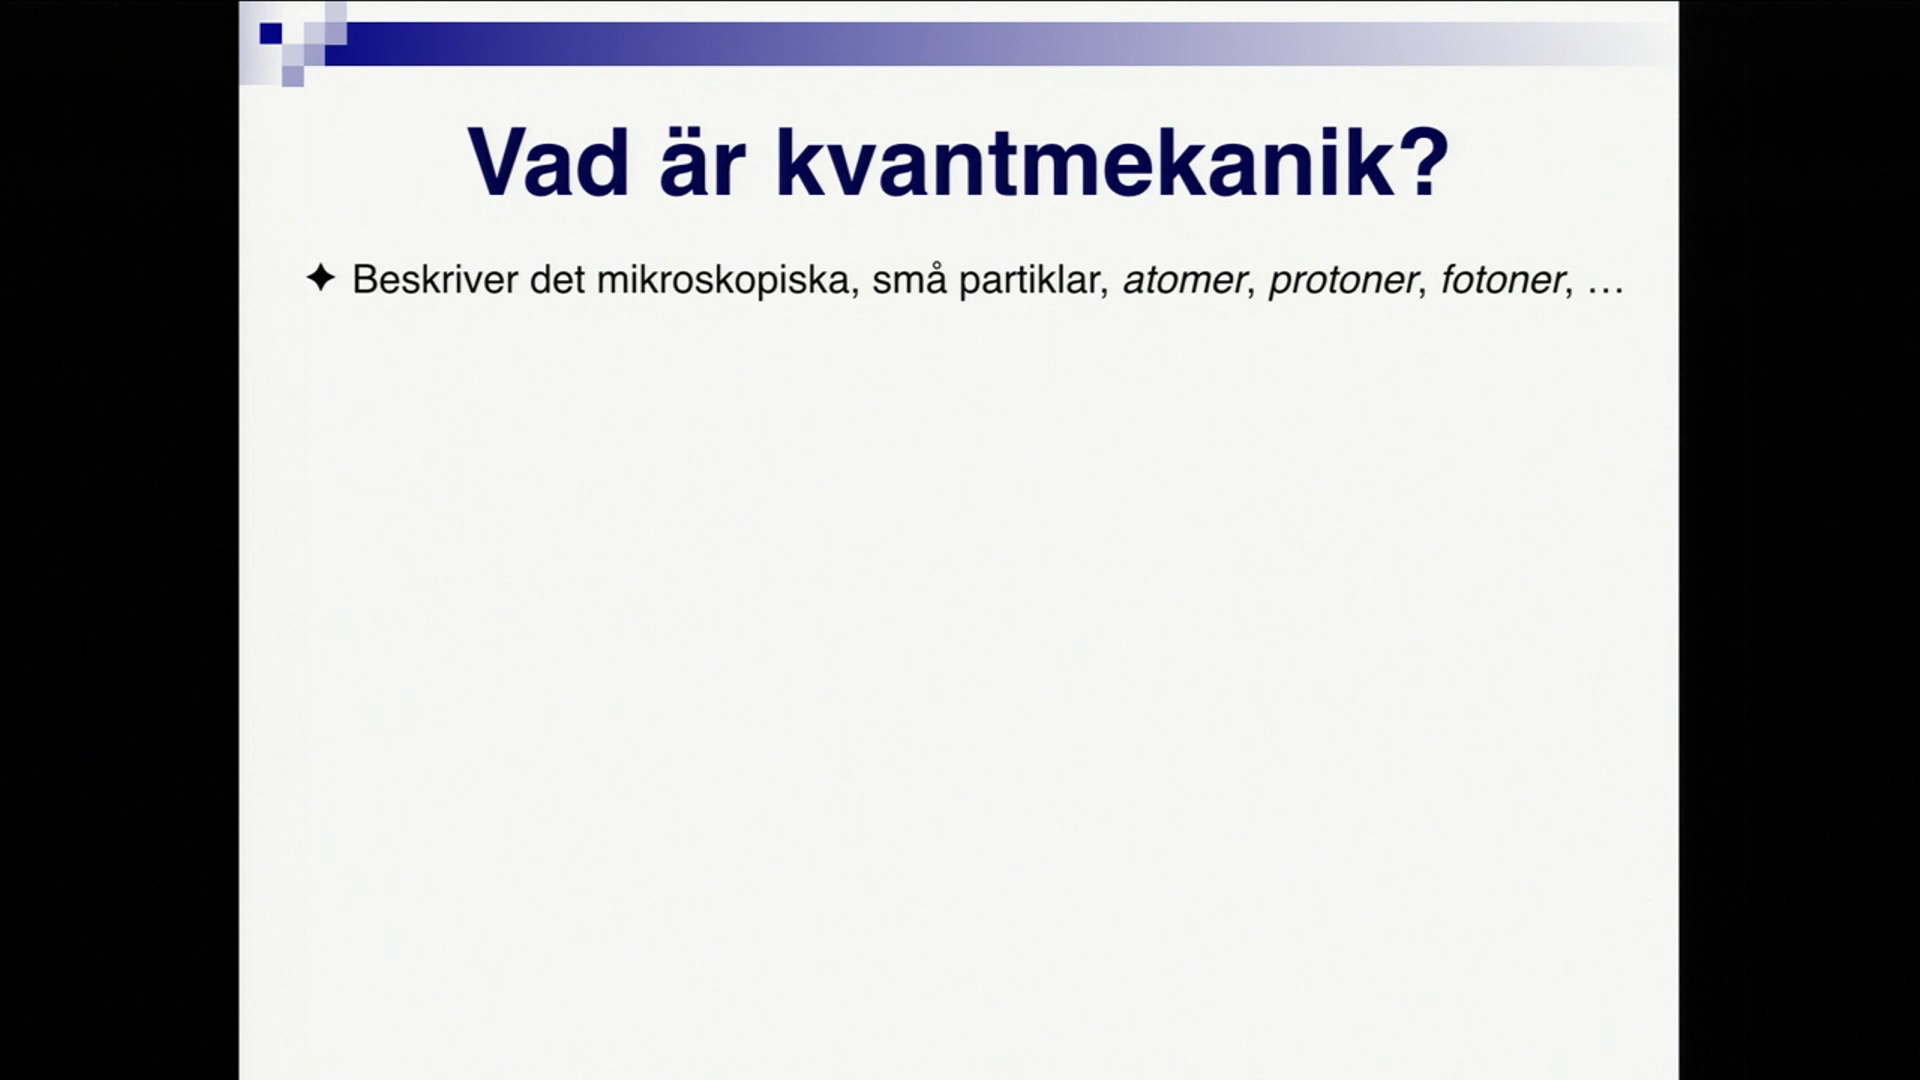 Vad är kvantmekanik?
✦ Beskriver det mikroskopiska, små partiklar, atomer, protoner, fotoner, …